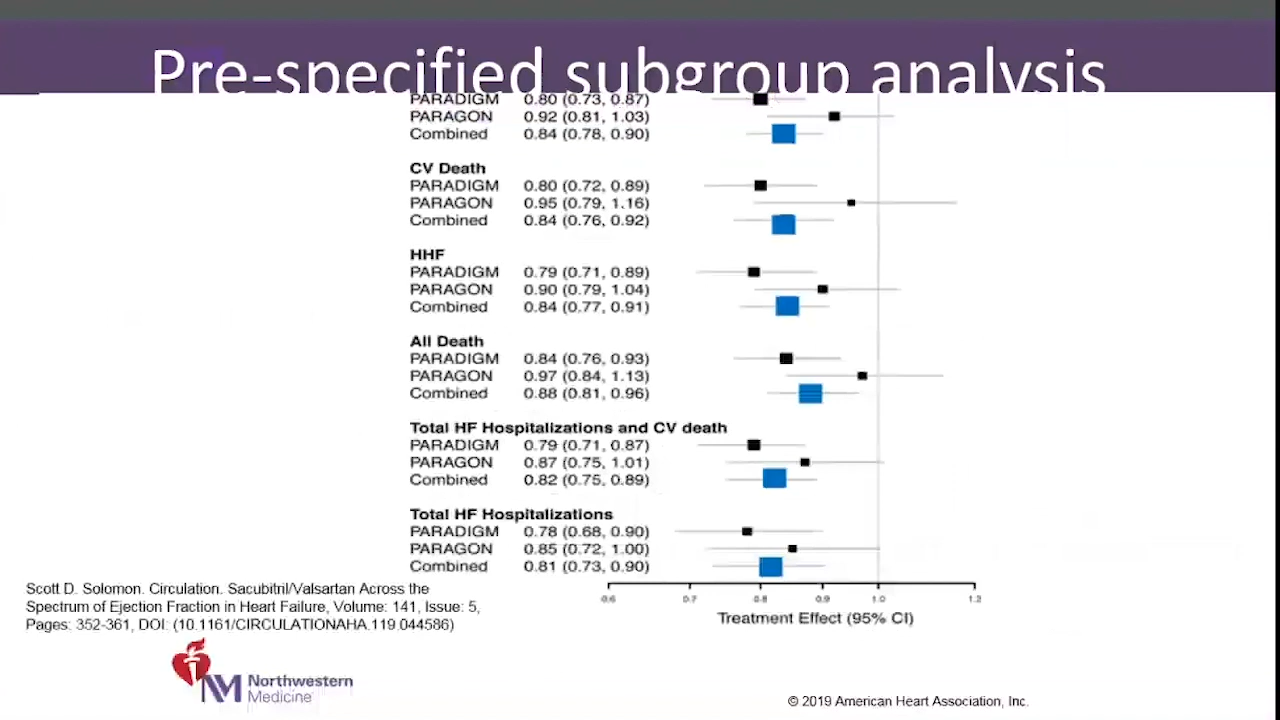 Pre-specified subgroup analysis
PARADIGM 0.80 (0.73, 0.87)
PARAGON 0.92 (0.81, 1.03)
Combined 0.84 (0.78, 0.90)
CV Death
PARADIGM 0.80 (0.72, 0.89)
PARAGON 0.95 (0.79, 1.16)
Combined 0.84 (0.76, 0.92)
HHF
PARADIGM 0.79 (0.71, 0.89)
PARAGON 0.90 (0.79, 1.04)
Combined 0.84 (0.77, 0.91)
All Death
PARADIGM 0.84 (0.76, 0.93)
PARAGON 0.97 (0.84, 1.13)
Combined 0.88 (0.81, 0.96)
Total HF Hospitalizations and CV death
PARADIGM 0.79 (0.71, 0.87)
PARAGON 0.87 (0.75, 1.01)
Combined 0.82 (0.75, 0.89)
Total HF Hospitalizations
PARADIGM 0.78 (0.68, 0.90)
PARAGON 0.85 (0.72, 1.00)
Combined 0.81 (0.73, 0.90)
0.6 0.7 0.8 0.9 1.0 1.2
Treatment Effect (95% CI)
Scott D. Solomon. Circulation. Sacubitril/Valsartan Across the
Spectrum of Ejection Fraction in Heart Failure, Volume: 141, Issue: 5,
Pages: 352-361, DOI: (10.1161/CIRCULATIONAHA.119.044586)
NM Northwestern
Medicine
© 2019 American Heart Association, Inc.